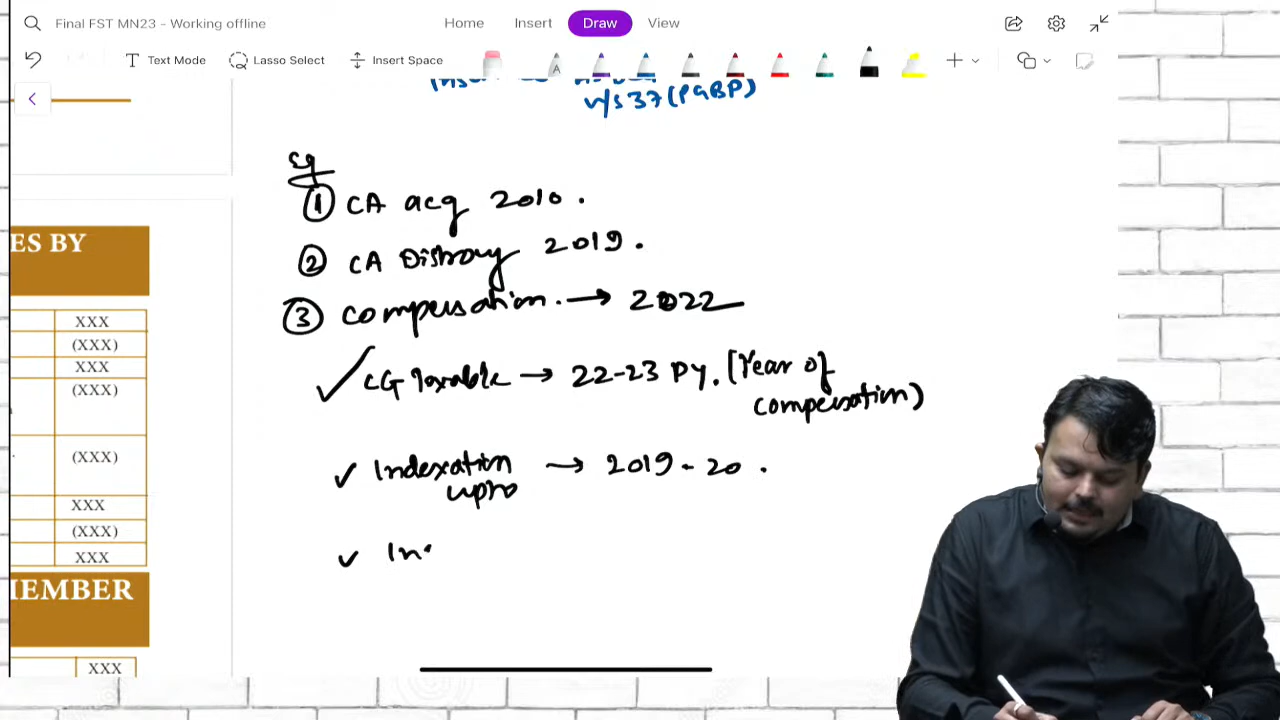 Final FST MN23 - Working offline
Home Insert Draw View
Text Mode Lasso Select Insert Space
u/s 37 (PGBP)
Eg
① CA acq 2010.
② CA Distroy 2019.
③ Compensation. → 2022
✓ CG Taxable → 22-23 PY. (Year of
compensation)
✓ Indexation → 2019-20.
upto
✓ In
ES BY
XXX
(XXX)
XXX
(XXX)
(XXX)
XXX
(XXX)
XXX
MEMBER
XXX